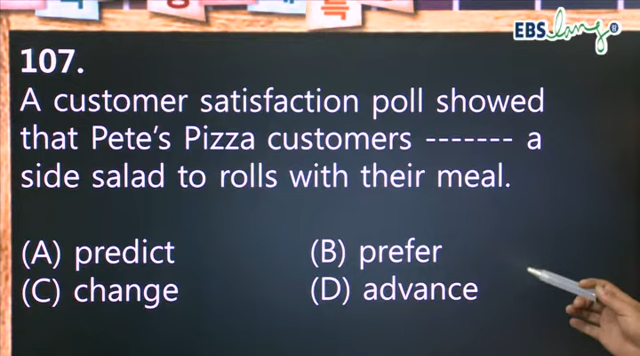 EBS lang
107.
A customer satisfaction poll showed
that Pete's Pizza customers ------- a
side salad to rolls with their meal.
(A) predict (B) prefer
(C) change (D) advance